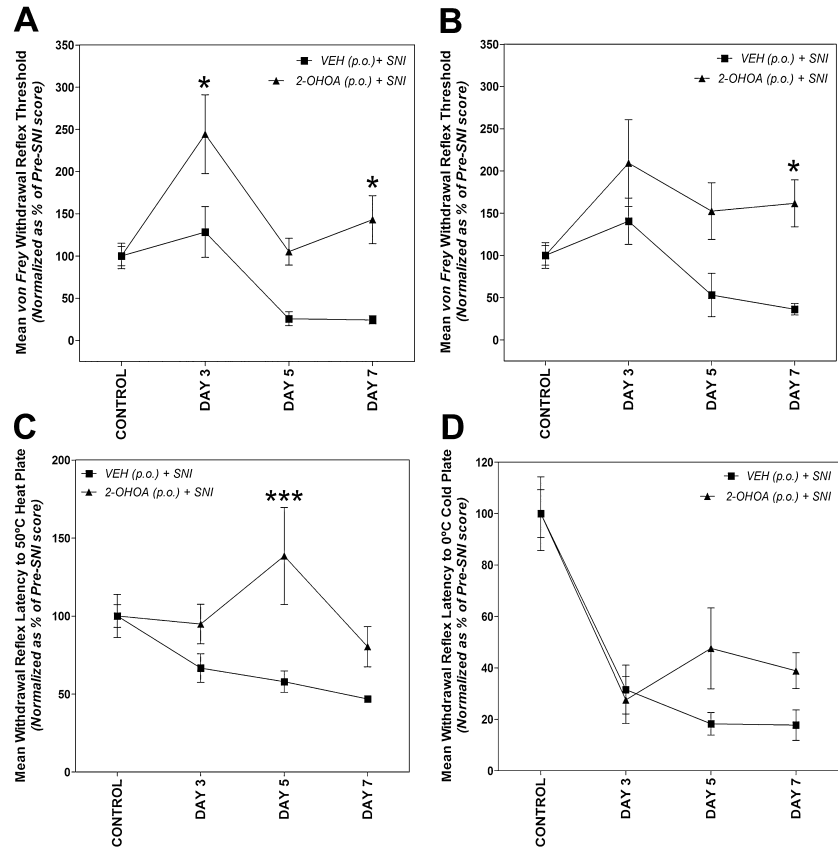 A
Mean von Frey Withdrawal Reflex Threshold
(Normalized as % of Pre-SNI score)
350
300
250
200
150
100
50
0
VEH (p.o.)+ SNI
2-OHOA (p.o.) + SNI
*
*
CONTROL
DAY 3
DAY 5
DAY 7
B
Mean von Frey Withdrawal Reflex Threshold
(Normalized as % of Pre-SNI score)
350
300
250
200
150
100
50
0
VEH (p.o.) + SNI
2-OHOA (p.o.) + SNI
*
CONTROL
DAY 3
DAY 5
DAY 7
C
Mean Withdrawal Reflex Latency to 50ºC Heat Plate
(Normalized as % of Pre-SNI score)
200
150
100
50
0
VEH (p.o.) + SNI
2-OHOA (p.o.) + SNI
***
CONTROL
DAY 3
DAY 5
DAY 7
D
Mean Withdrawal Reflex Latency to 0ºC Cold Plate
(Normalized as % of Pre-SNI score)
120
100
80
60
40
20
0
VEH (p.o.) + SNI
2-OHOA (p.o.) + SNI
CONTROL
DAY 3
DAY 5
DAY 7